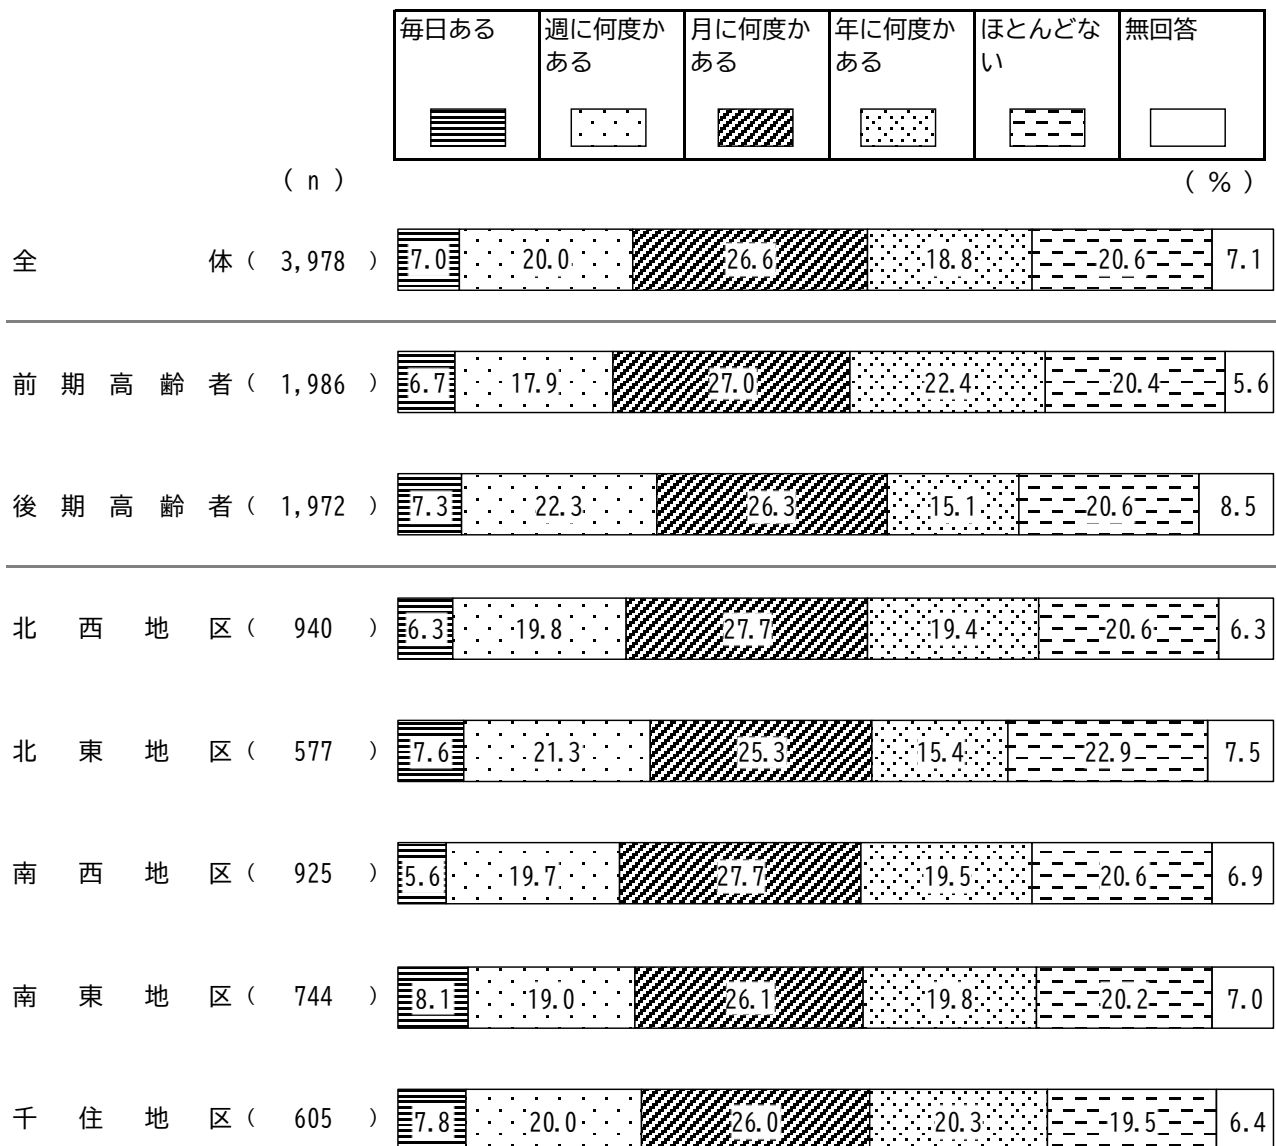 毎日ある 週に何度か 月に何度か 年に何度か ほとんどな 無回答
ある ある ある い
( n ) ( % )
全 体 ( 3,978 ) 7.0 20.0 26.6 18.8 20.6 7.1
前 期 高 齢 者 ( 1,986 ) 6.7 17.9 27.0 22.4 20.4 5.6
後 期 高 齢 者 ( 1,972 ) 7.3 22.3 26.3 15.1 20.6 8.5
北 西 地 区 ( 940 ) 6.3 19.8 27.7 19.4 20.6 6.3
北 東 地 区 ( 577 ) 7.6 21.3 25.3 15.4 22.9 7.5
南 西 地 区 ( 925 ) 5.6 19.7 27.7 19.5 20.6 6.9
南 東 地 区 ( 744 ) 8.1 19.0 26.1 19.8 20.2 7.0
千 住 地 区 ( 605 ) 7.8 20.0 26.0 20.3 19.5 6.4